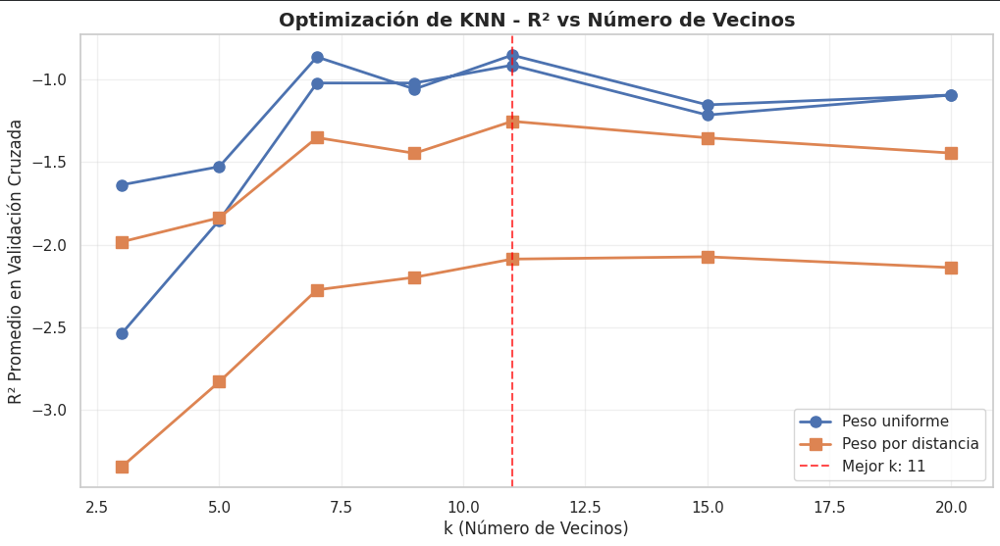 Optimización de KNN - R² vs Número de Vecinos
R² Promedio en Validación Cruzada
−1.0
−1.5
−2.0
−2.5
−3.0
2.5
5.0
7.5
10.0
12.5
15.0
17.5
20.0
k (Número de Vecinos)
Peso uniforme
Peso por distancia
Mejor k: 11